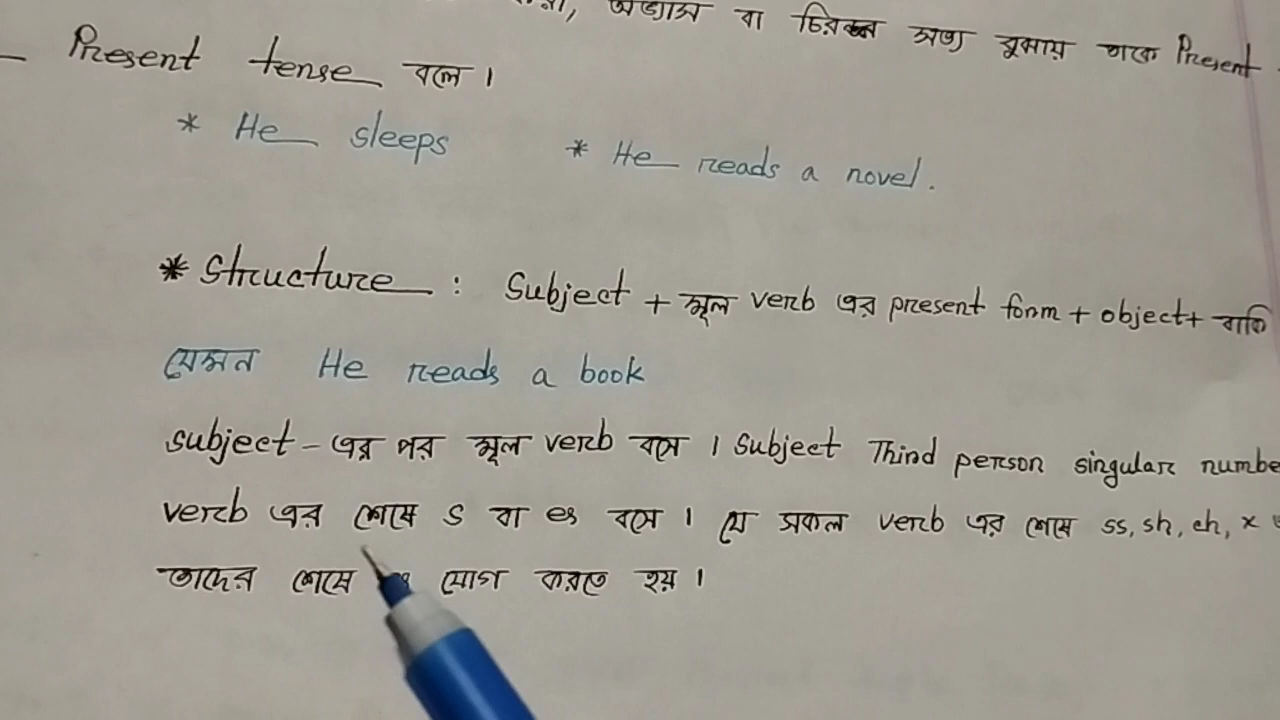 অভ্যাস বা চিরন্তন সত্য বুঝায় তাকে Present
Present tense বলে।
* He sleeps * He reads a novel.
* Structure : Subject + মূল verb এর present form + object + বাকি
যেমন He reads a book
subject - এর পর মূল verb বসে। Subject Third person singular numbe
verb এর শেষে s বা es বসে। যে সকল verb এর শেষে ss, sh, ch, x
তাদের শেষে যোগ করতে হয়।